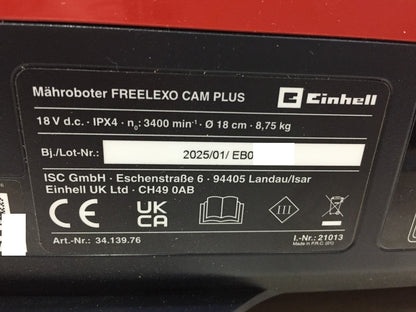 Mähroboter FREELEXO CAM PLUS
Einhell
18 V d.c. · IPX4 · n₀: 3400 min⁻¹ · Ø 18 cm · 8,75 kg
Bj./Lot-Nr.: 2025/01/ EB0
ISC GmbH · Eschenstraße 6 · 94405 Landau/Isar
Einhell UK Ltd · CH49 0AB
CE
UK
CA
III
Art.-Nr.: 34.139.76
I.-Nr.: 21013
Made in P.R.C